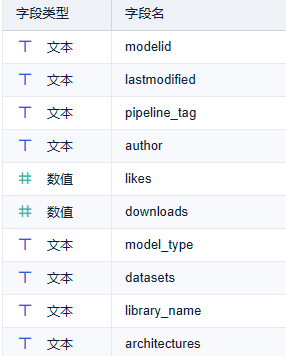 字段类型 字段名
文本 modelid
文本 lastmodified
文本 pipeline_tag
文本 author
数值 likes
数值 downloads
文本 model_type
文本 datasets
文本 library_name
文本 architectures